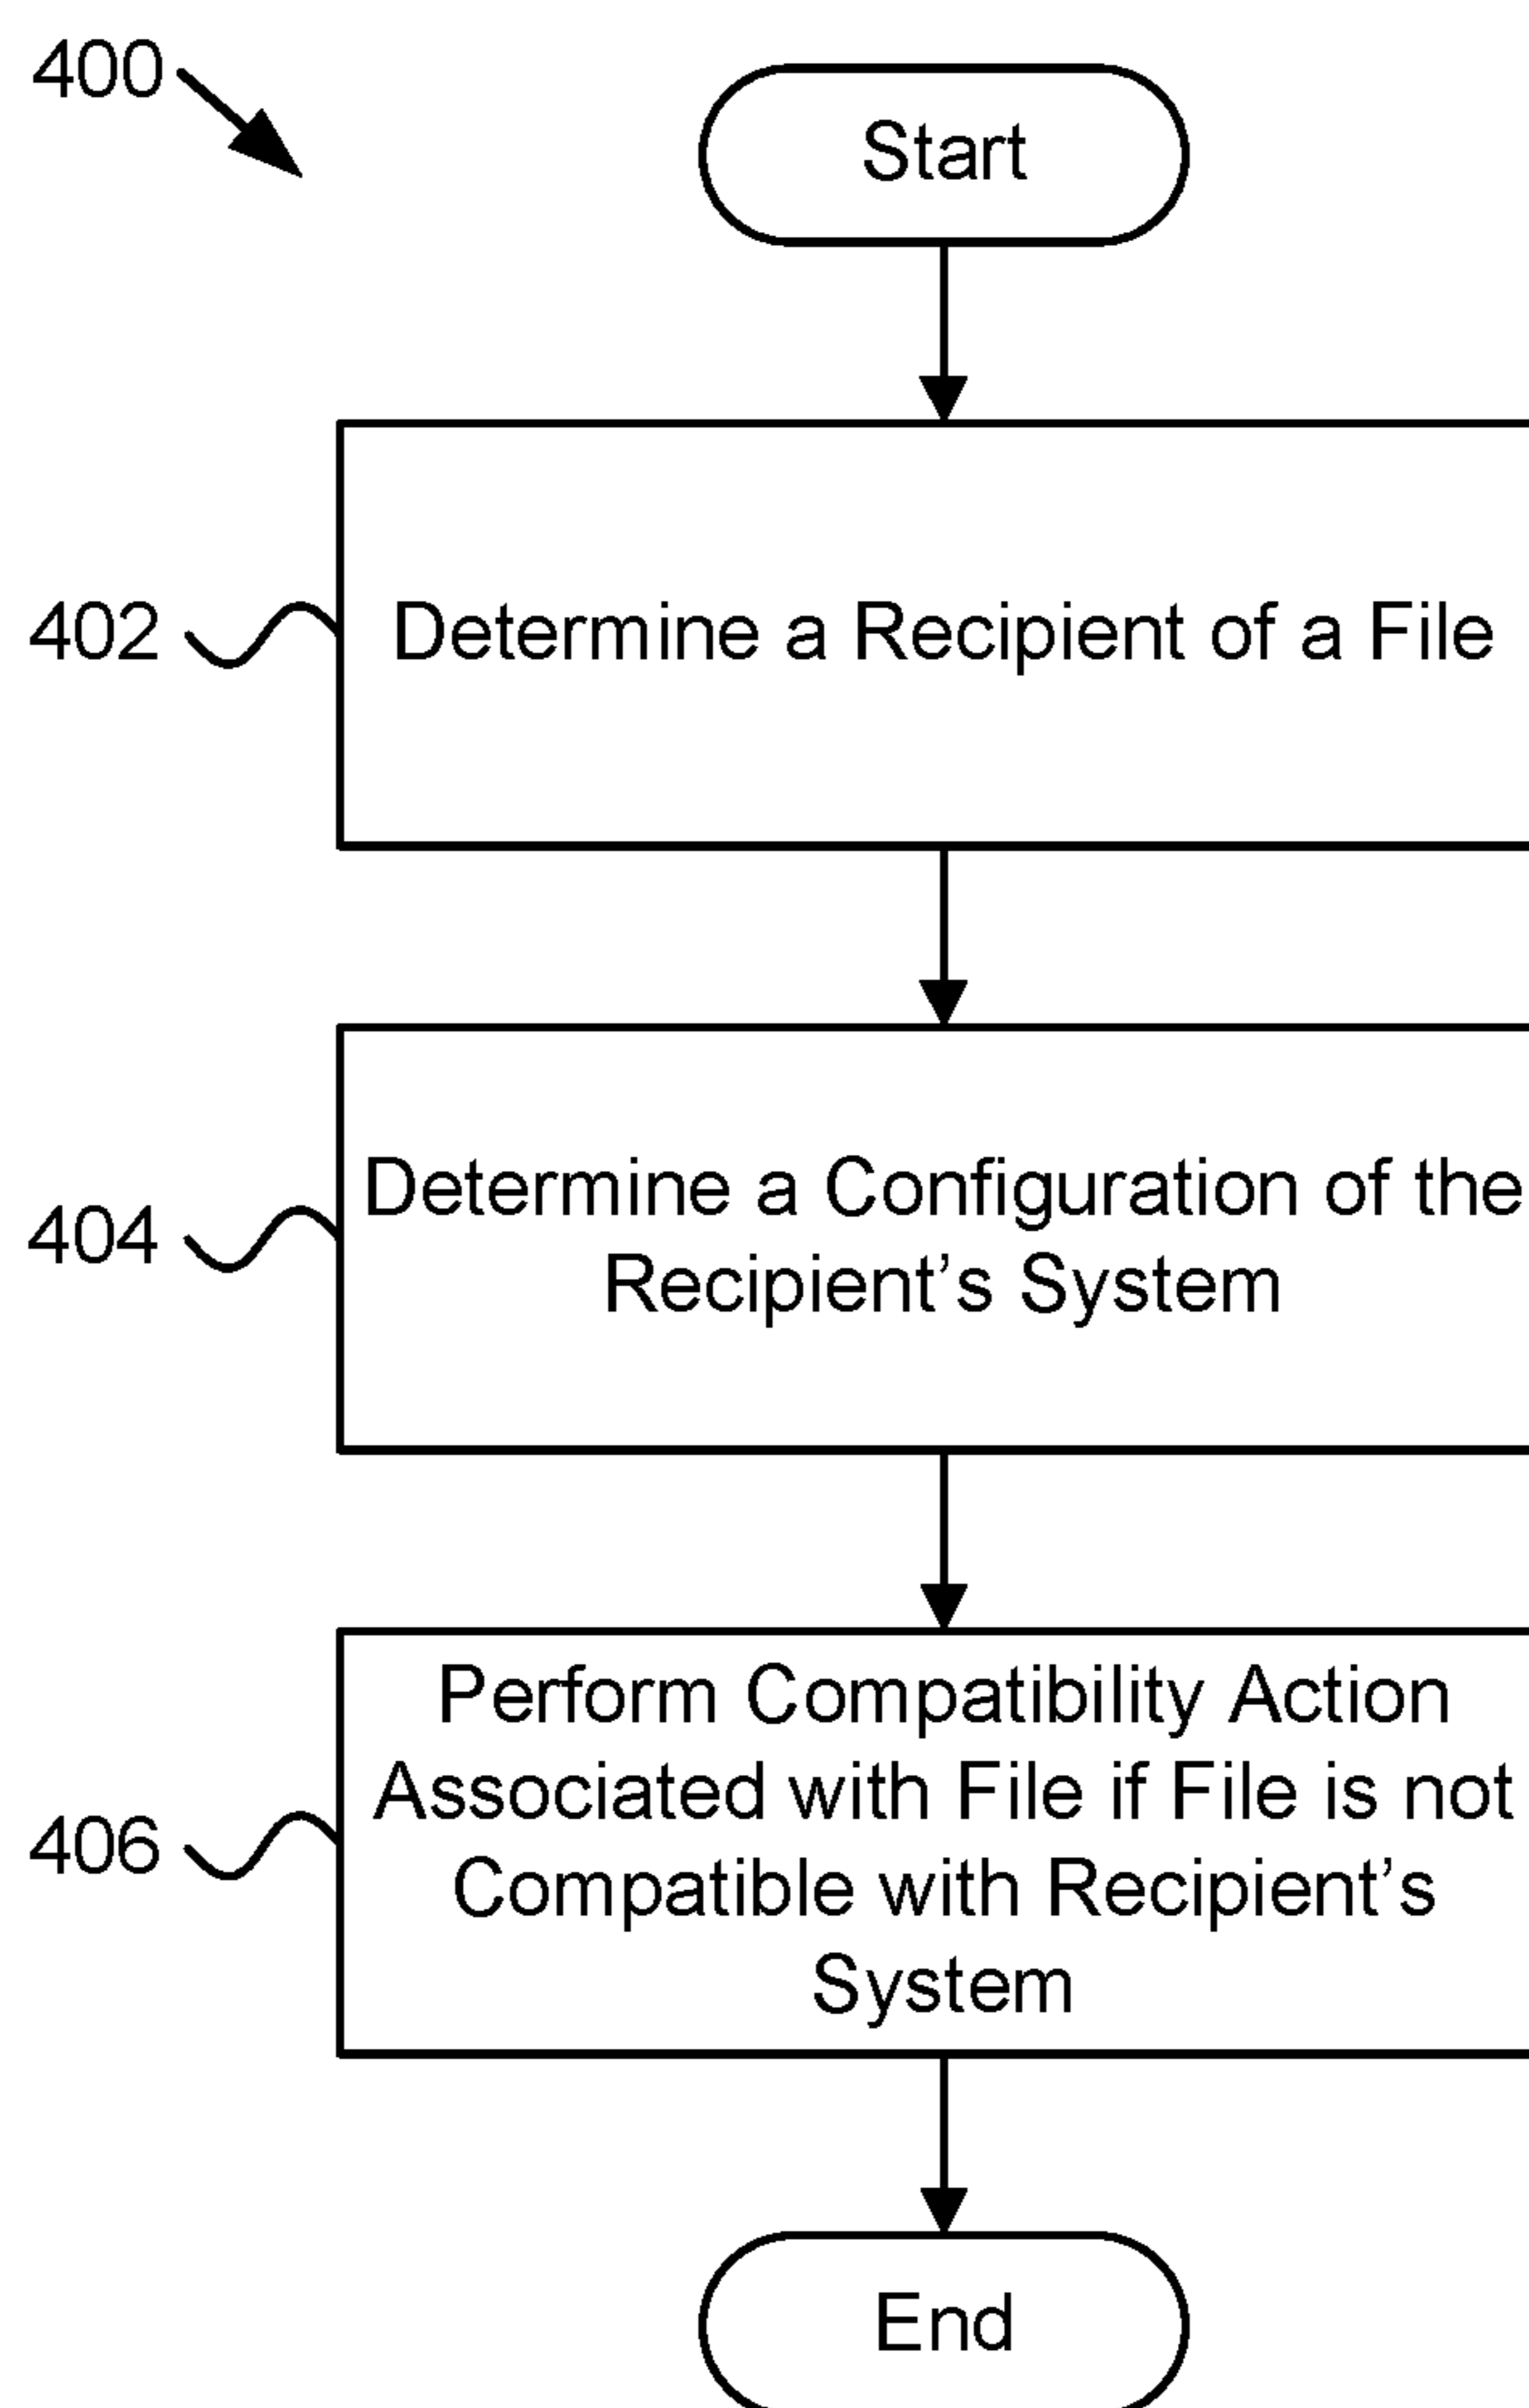 400
Start
402
Determine a Recipient of a File
404
Determine a Configuration of the
Recipient’s System
406
Perform Compatibility Action
Associated with File if File is not
Compatible with Recipient’s
System
End